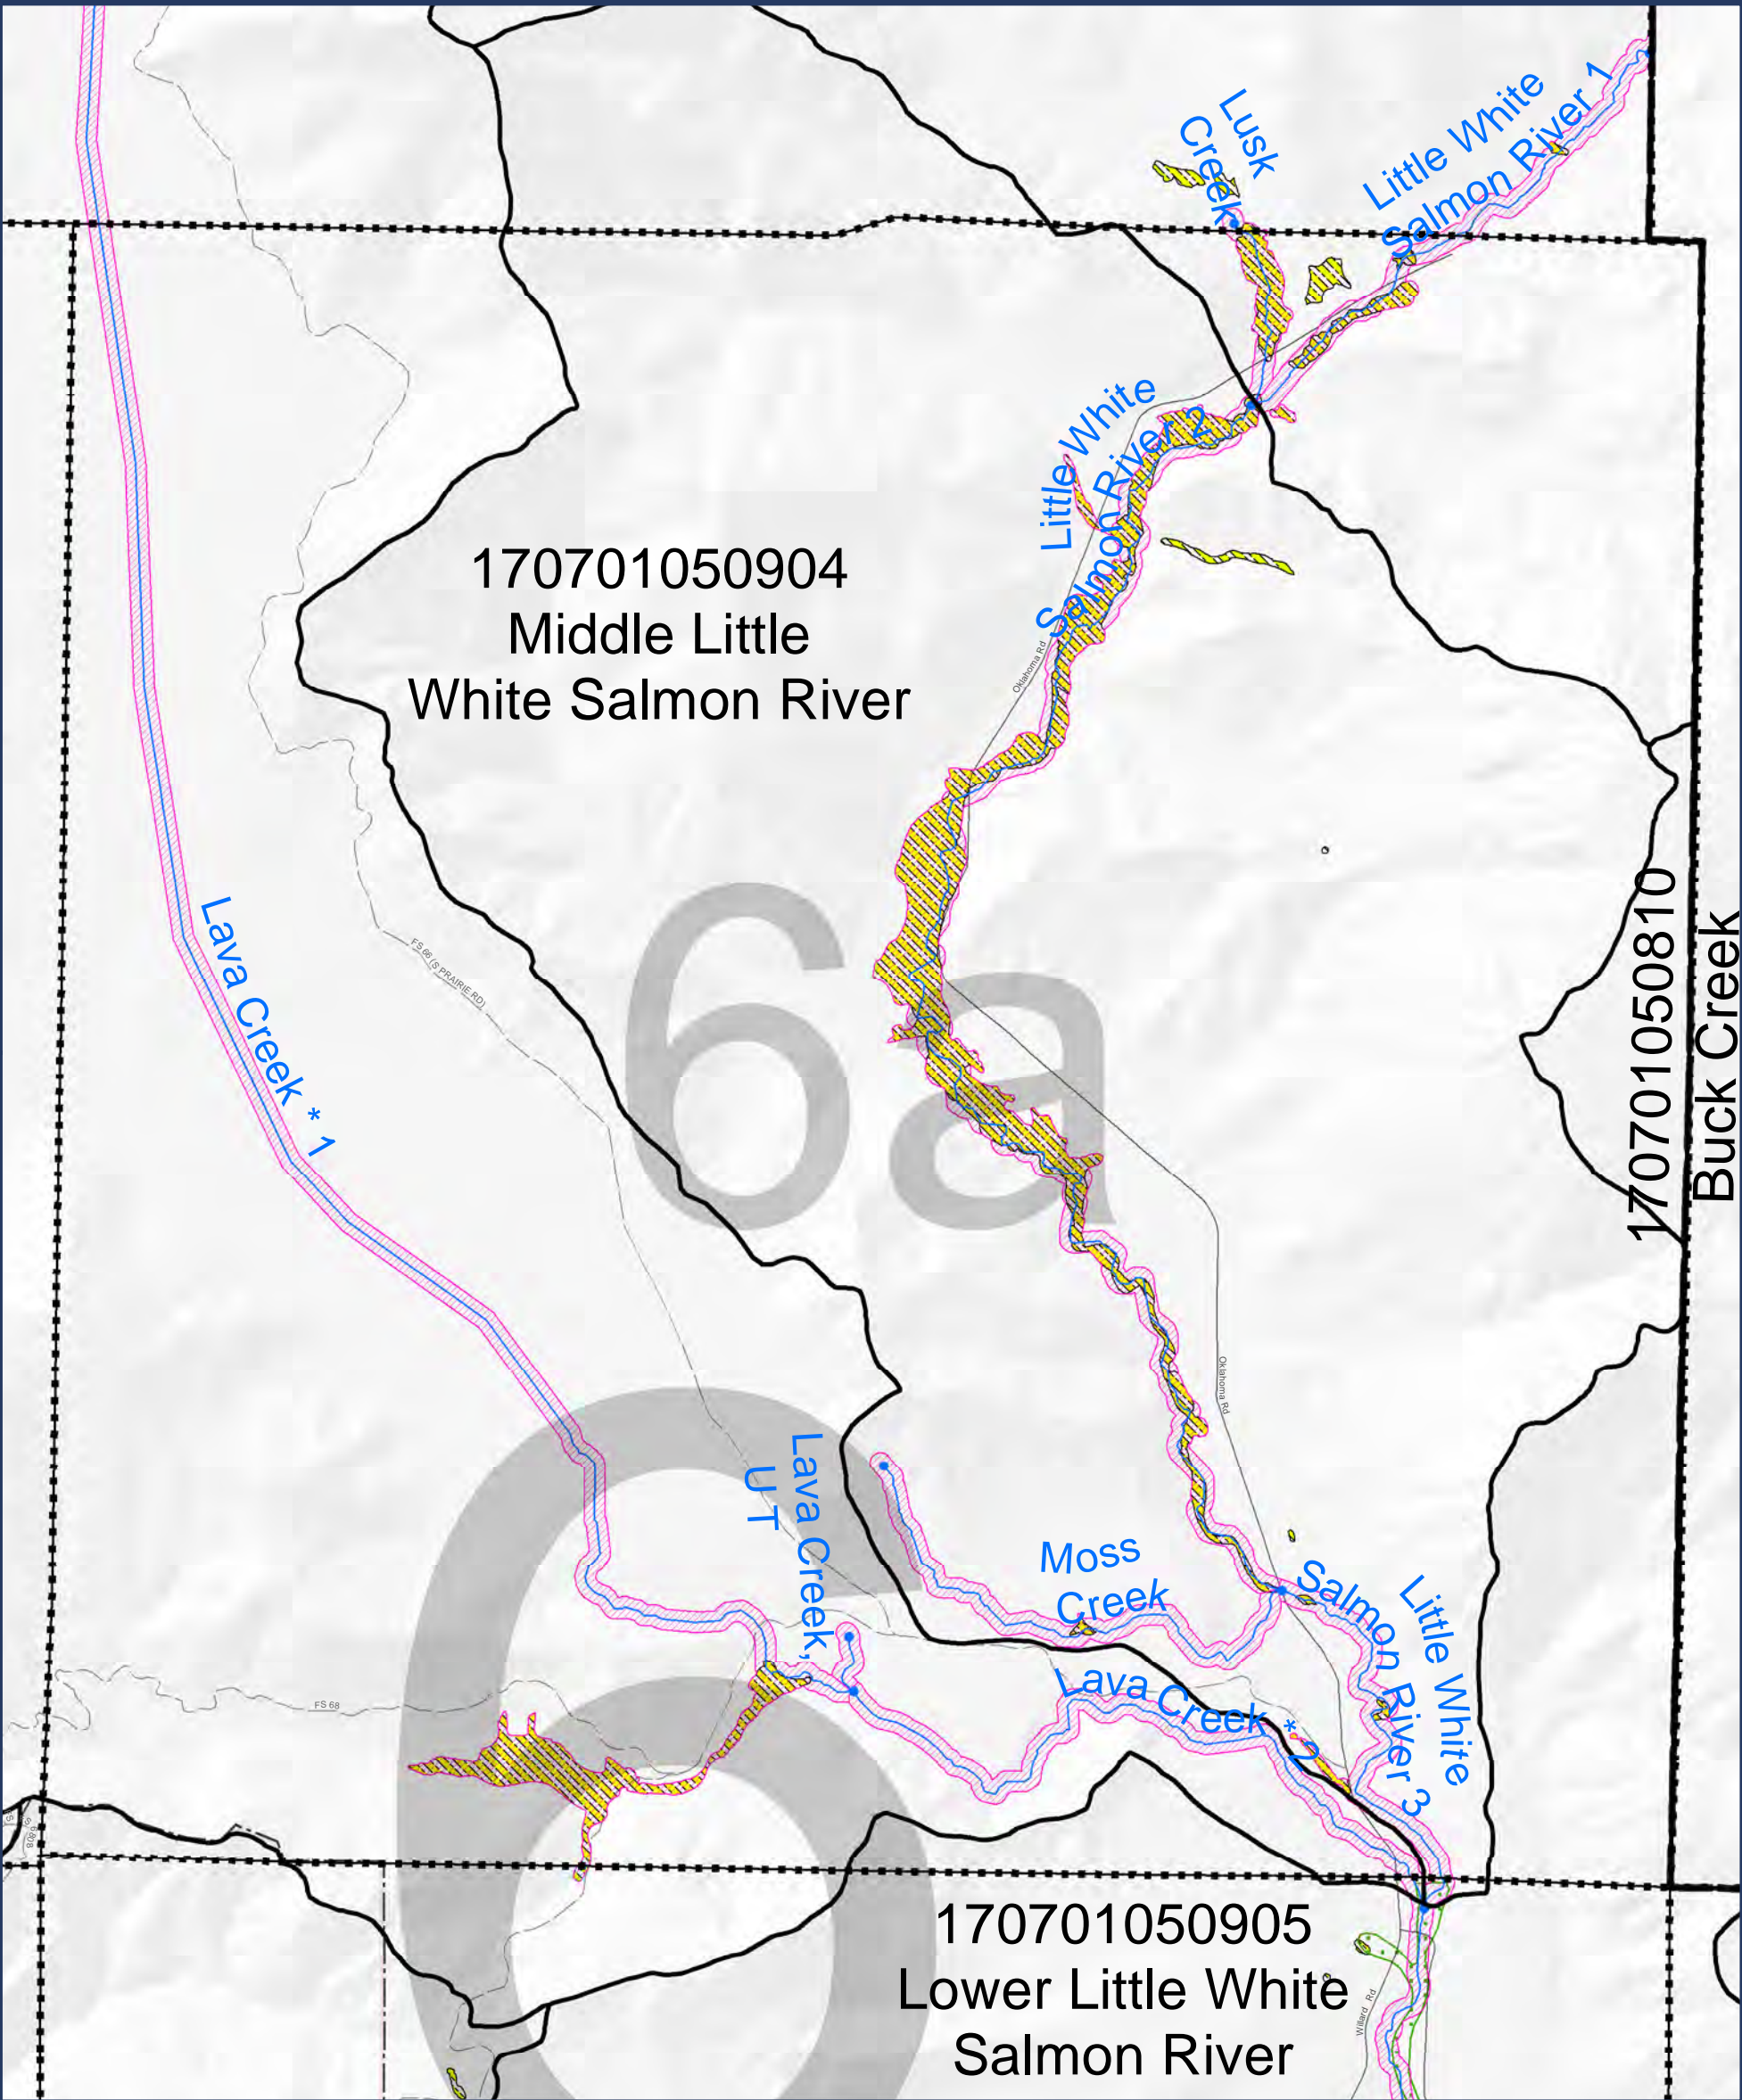 Lusk
Creek
Little White
Salmon River 1
Little White
Salmon River 2
Oklahoma Rd
170701050904
Middle Little
White Salmon River
6a
170701050810
Buck Creek
Lava Creek * 1
FS 66 (S PRAIRIE RD)
Oklahoma Rd
6
Lava Creek,
U T
Moss
Creek
Little White
Salmon River 3
Lava Creek * 2
FS 68
170701050905
Lower Little White
Salmon River
Willard Rd